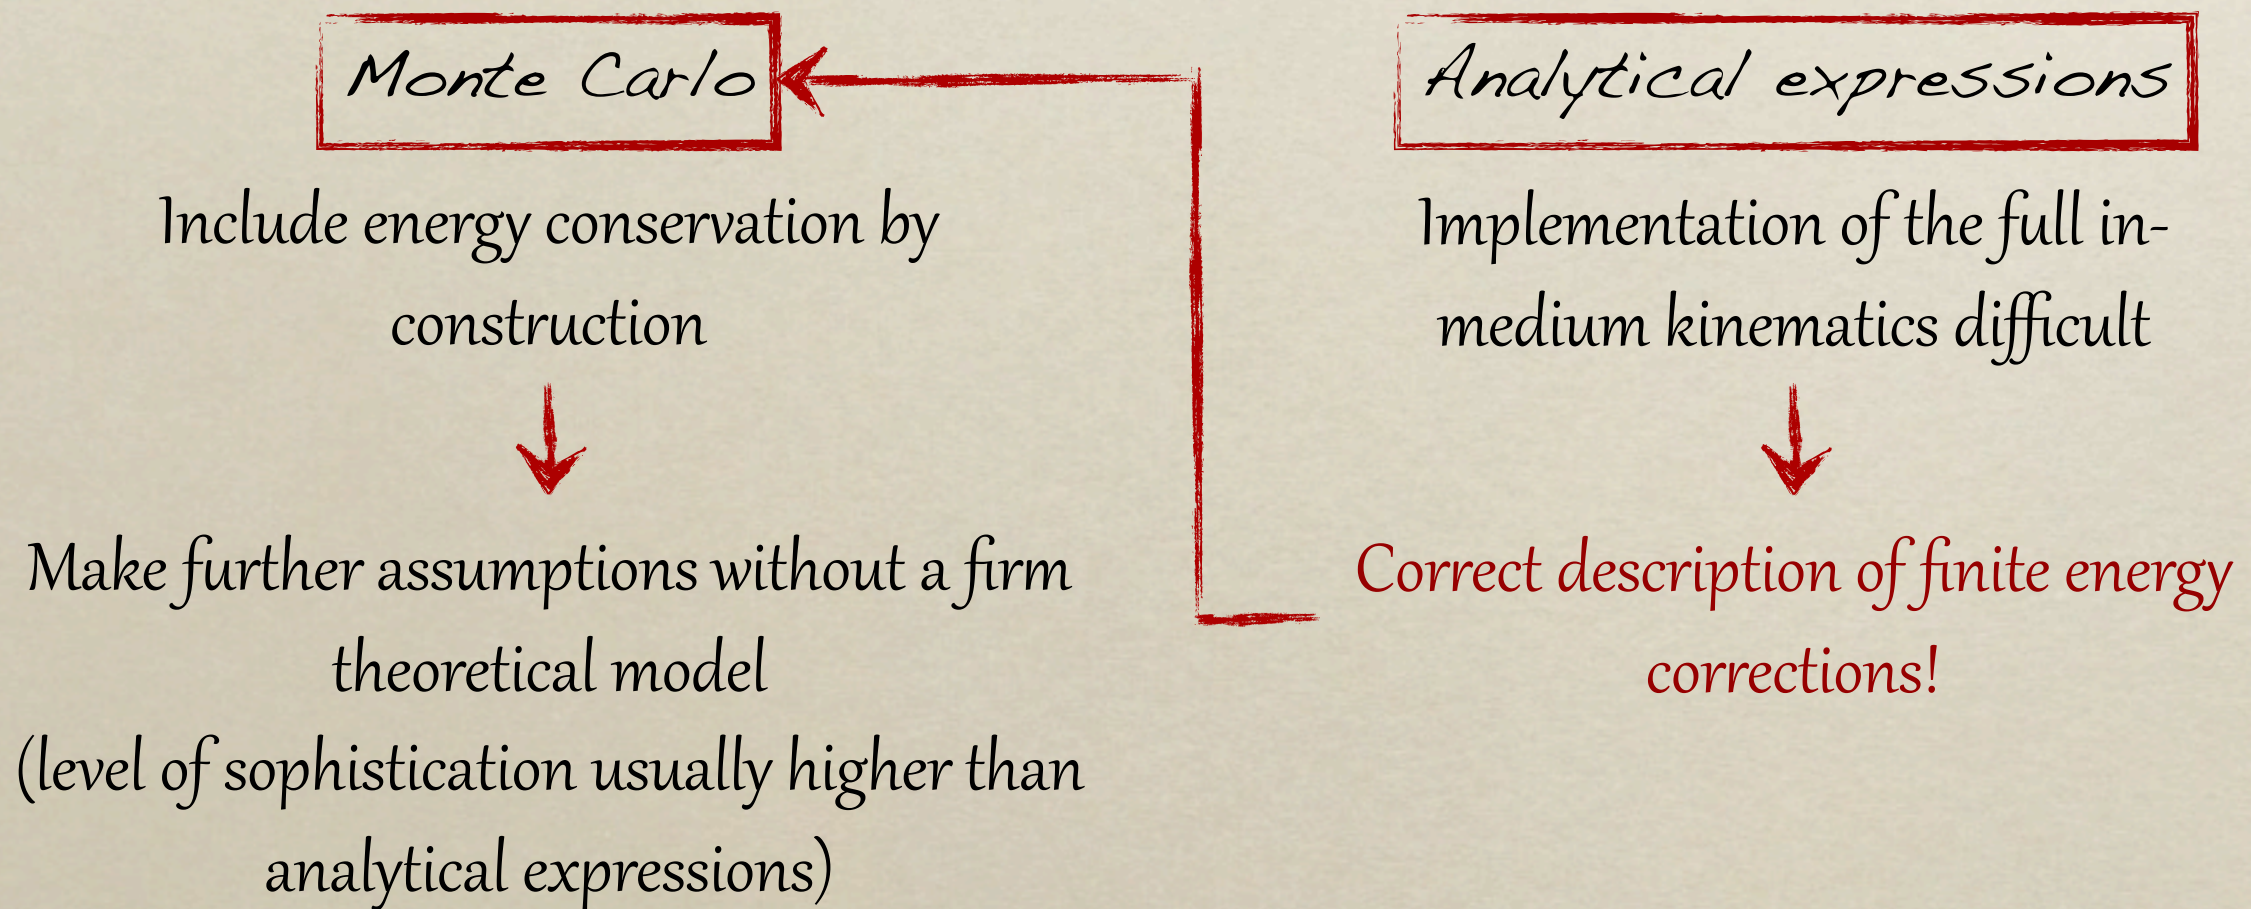 Monte Carlo
Include energy conservation by
construction
Make further assumptions without a firm
theoretical model
(level of sophistication usually higher than
analytical expressions)
Analytical expressions
Implementation of the full in-
medium kinematics difficult
Correct description of finite energy
corrections!